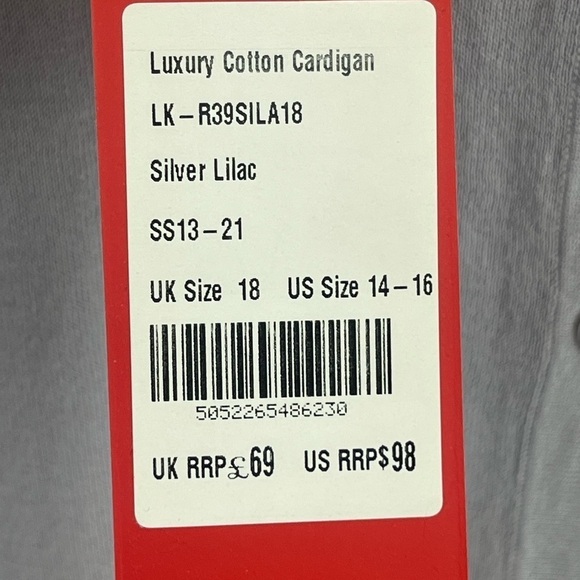 Luxury Cotton Cardigan
LK-R39SILA18
Silver Lilac
SS13-21
UK Size 18 US Size 14-16
5052265486230
UK RRP£69 US RRP$98